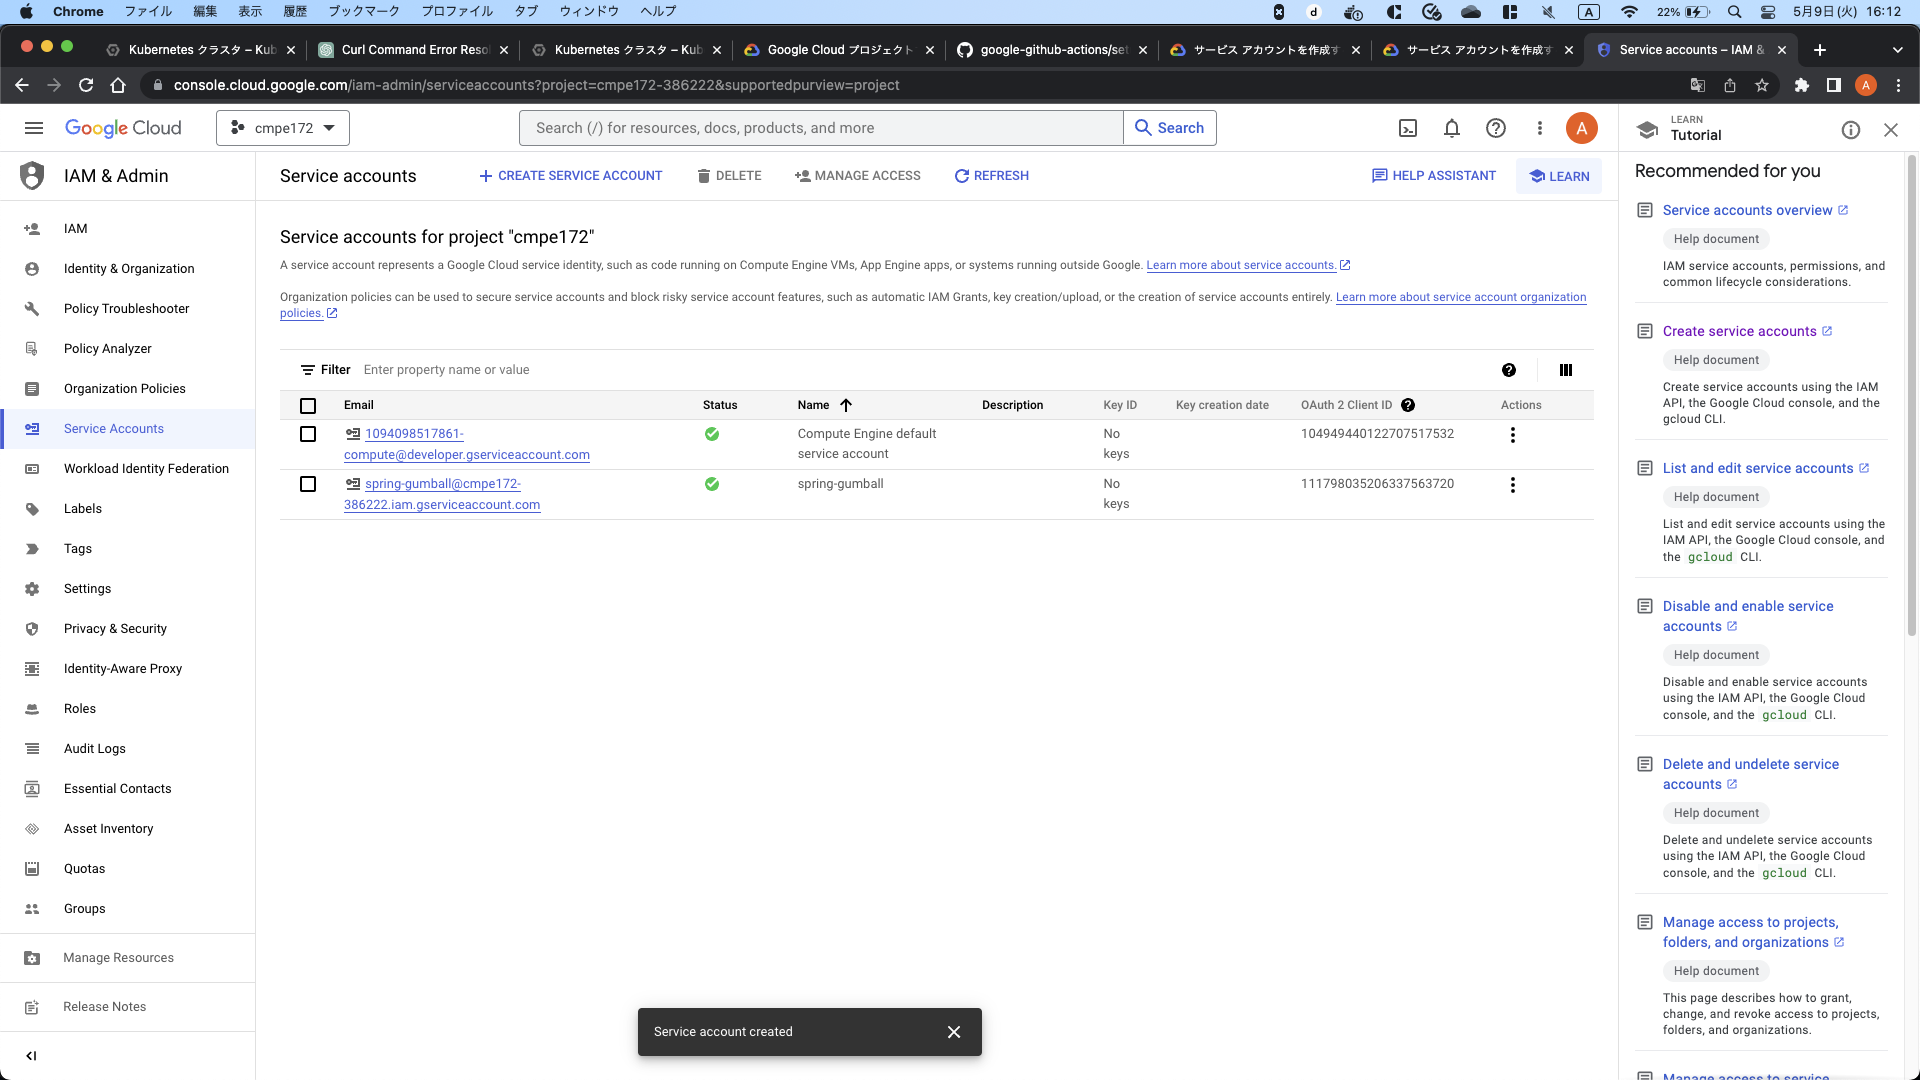 Chrome ファイル 編集 表示 履歴 ブックマーク プロファイル タブ ウィンドウ ヘルプ 22% 5月9日(火) 16:12
Kubernetes クラスタ – Kub
Curl Command Error Reso
Kubernetes クラスタ – Kub
Google Cloud プロジェクト
google-github-actions/set
サービス アカウントを作成す
サービス アカウントを作成す
Service accounts – IAM &
console.cloud.google.com/iam-admin/serviceaccounts?project=cmpe172-386222&supportedpurview=project
A
Google Cloud
cmpe172
Search (/) for resources, docs, products, and more
Search
A
LEARN
Tutorial
IAM & Admin
IAM
Identity & Organization
Policy Troubleshooter
Policy Analyzer
Organization Policies
Service Accounts
Workload Identity Federation
Labels
Tags
Settings
Privacy & Security
Identity-Aware Proxy
Roles
Audit Logs
Essential Contacts
Asset Inventory
Quotas
Groups
Manage Resources
Release Notes
Service accounts
CREATE SERVICE ACCOUNT
DELETE
MANAGE ACCESS
REFRESH
HELP ASSISTANT
LEARN
Service accounts for project "cmpe172"
A service account represents a Google Cloud service identity, such as code running on Compute Engine VMs, App Engine apps, or systems running outside Google. Learn more about service accounts.
Organization policies can be used to secure service accounts and block risky service account features, such as automatic IAM Grants, key creation/upload, or the creation of service accounts entirely. Learn more about service account organization
policies.
Filter Enter property name or value
Email Status Name Description Key ID Key creation date OAuth 2 Client ID Actions
1094098517861- Compute Engine default No 104949440122707517532
compute@developer.gserviceaccount.com service account keys
spring-gumball@cmpe172- spring-gumball No 111798035206337563720
386222.iam.gserviceaccount.com keys
Service account created
Recommended for you
Service accounts overview
Help document
IAM service accounts, permissions, and
common lifecycle considerations.
Create service accounts
Help document
Create service accounts using the IAM
API, the Google Cloud console, and the
gcloud CLI.
List and edit service accounts
Help document
List and edit service accounts using the
IAM API, the Google Cloud console, and
the gcloud CLI.
Disable and enable service
accounts
Help document
Disable and enable service accounts
using the IAM API, the Google Cloud
console, and the gcloud CLI.
Delete and undelete service
accounts
Help document
Delete and undelete service accounts
using the IAM API, the Google Cloud
console, and the gcloud CLI.
Manage access to projects,
folders, and organizations
Help document
This page describes how to grant,
change, and revoke access to projects,
folders, and organizations.
Manage access to service